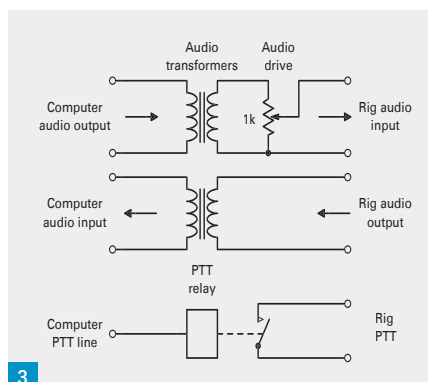 Audio
transformers
Audio
drive
Computer
audio output
1k
Rig audio
input
Computer
audio input
Rig audio
output
PTT
relay
Computer
PTT line
Rig
PTT
3